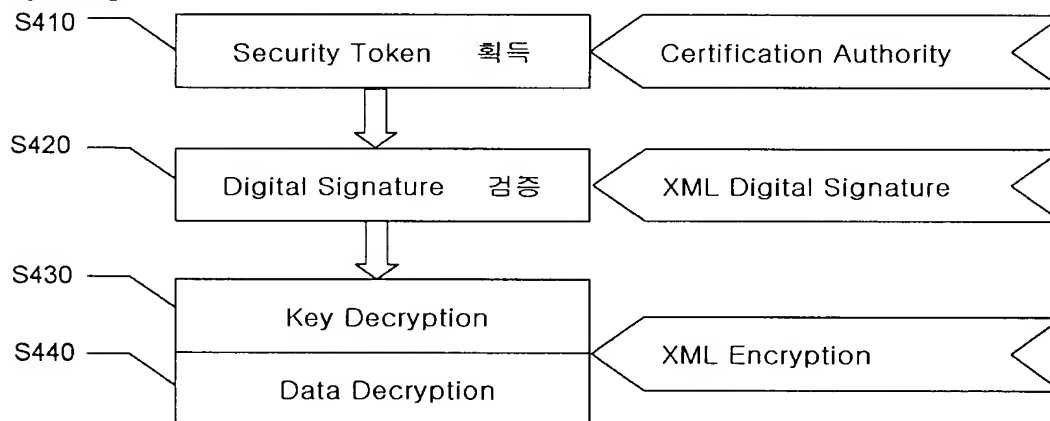 S410
Security Token 획득
Certification Authority
S420
Digital Signature 검증
XML Digital Signature
S430
Key Decryption
S440
XML Encryption
Data Decryption